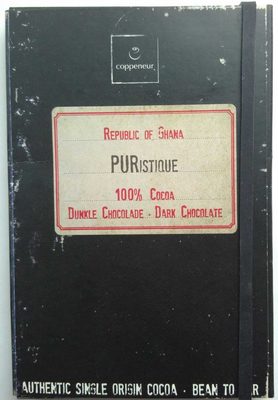 coppeneur
Republic of Ghana
PURistique
100% Cocoa
Dunkle Chocolade · Dark Chocolate
AUTHENTIC SINGLE ORIGIN COCOA · BEAN TO